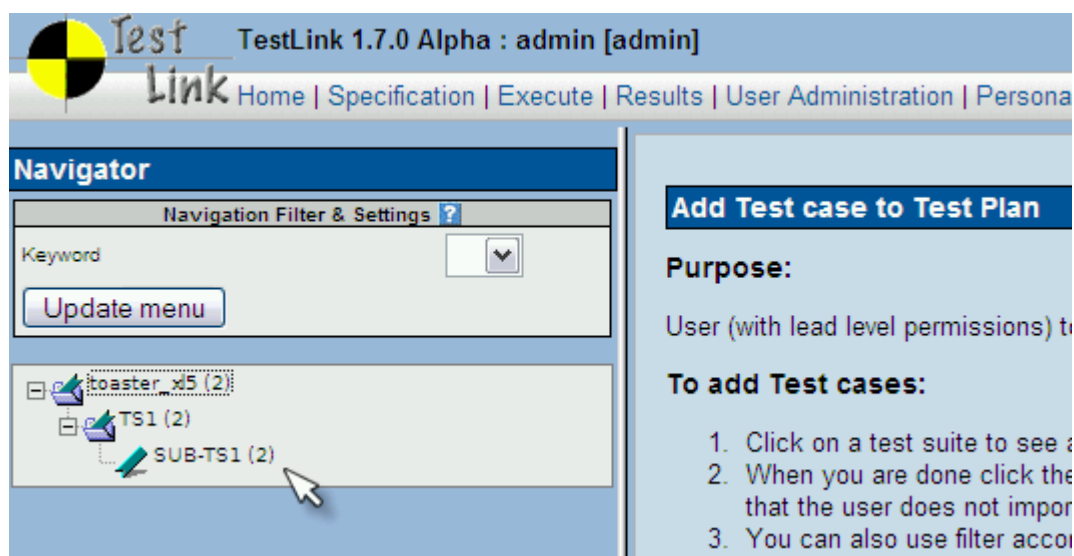 Test
Link
TestLink 1.7.0 Alpha : admin [admin]
Home | Specification | Execute | Results | User Administration | Persona
Navigator
Navigation Filter & Settings ?
Keyword
Update menu
toaster_xl5 (2)
TS1 (2)
SUB-TS1 (2)
Add Test case to Test Plan
Purpose:
User (with lead level permissions) t
To add Test cases:
1. Click on a test suite to see a
2. When you are done click the
that the user does not impor
3. You can also use filter accor